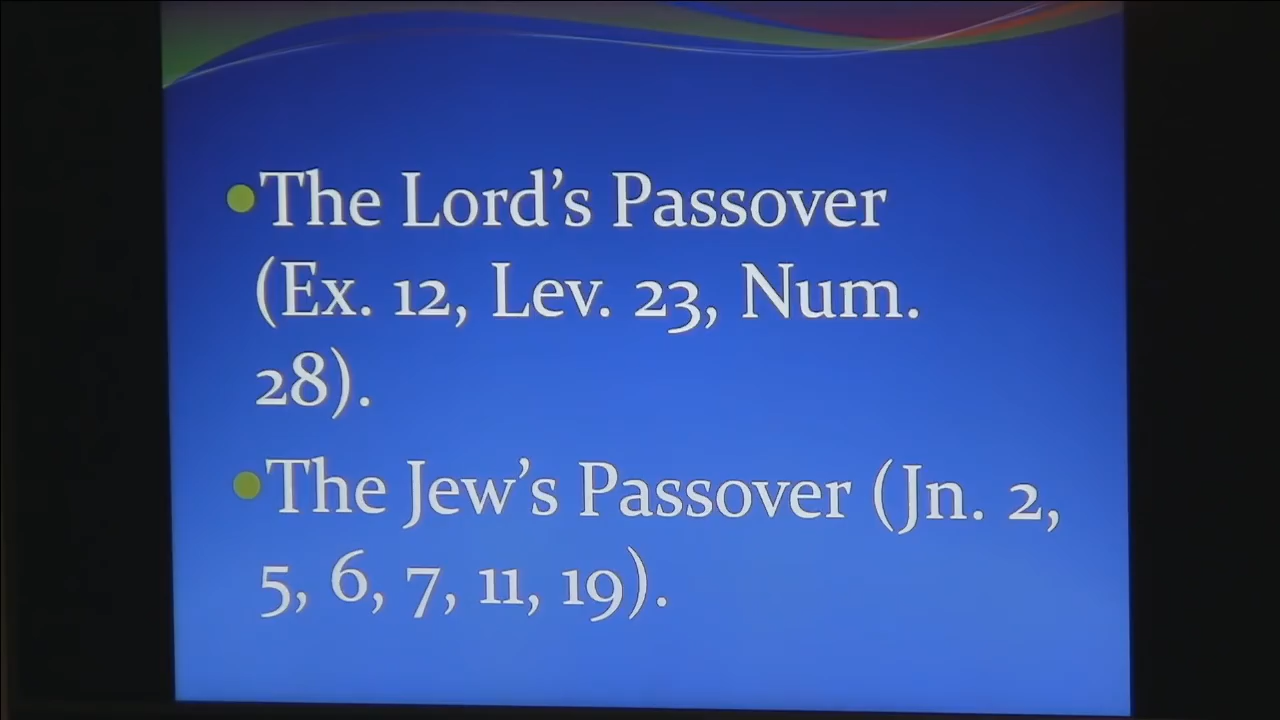 •The Lord’s Passover
(Ex. 12, Lev. 23, Num.
28).
•The Jew’s Passover (Jn. 2,
5, 6, 7, 11, 19).